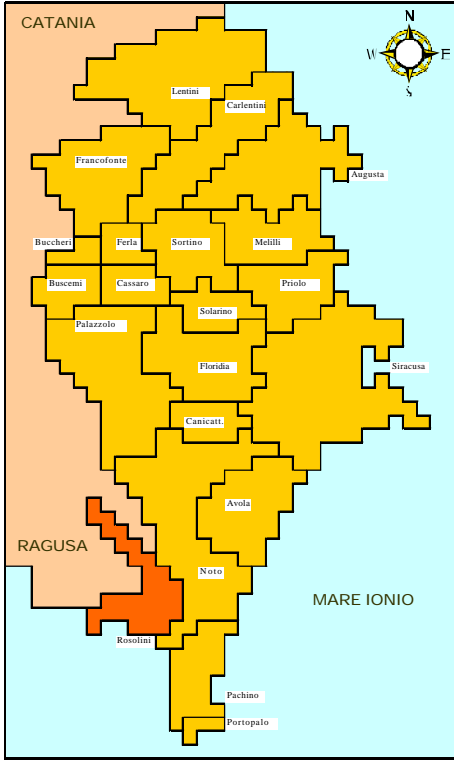 CATANIA
N
W E
S
Lentini
Carlentini
Francofonte
Augusta
Buccheri
Ferla
Sortino
Melilli
Buscemi
Cassaro
Priolo
Solarino
Palazzolo
Floridia
Siracusa
Canicatt.
Avola
RAGUSA
Noto
MARE IONIO
Rosolini
Pachino
Portopalo